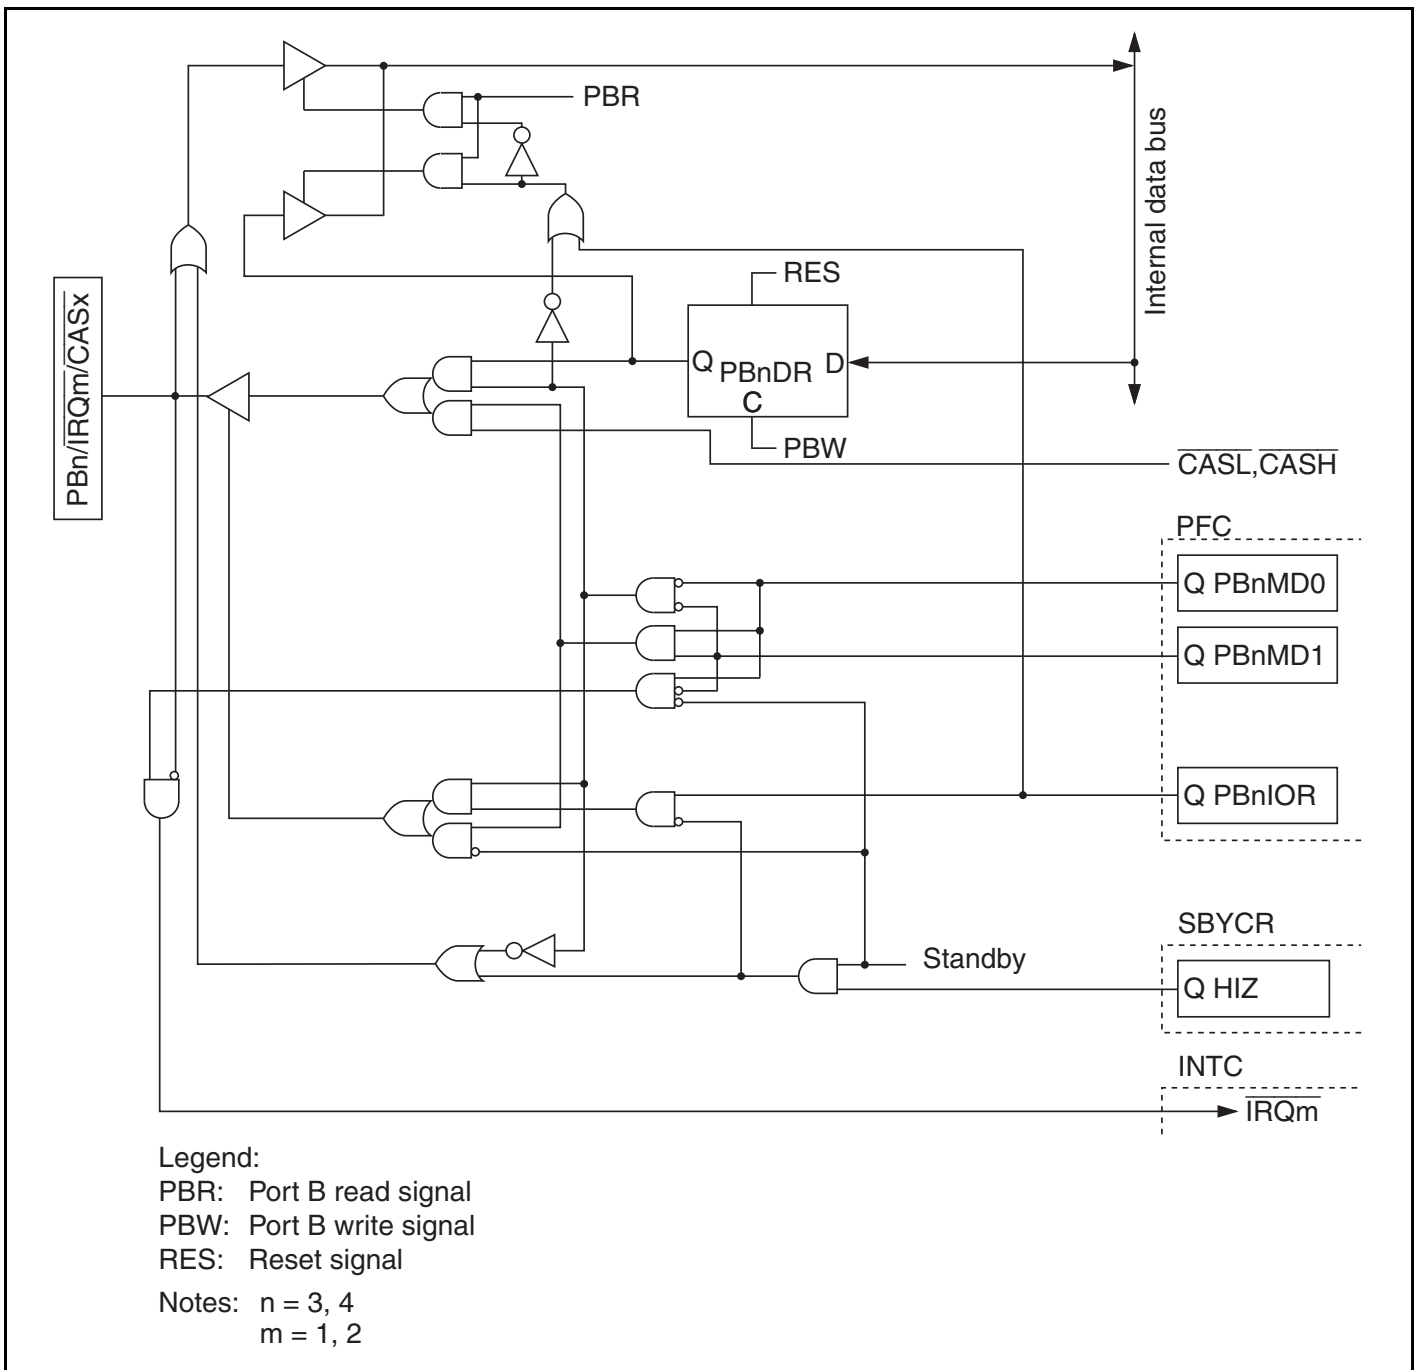 PBR
Internal data bus
RES
Q PBnDR D
C
PBW
PBn/IRQm/CASx
CASL,CASH
PFC
Q PBnMD0
Q PBnMD1
Q PBnIOR
SBYCR
Standby
Q HIZ
INTC
IRQm
Legend:
PBR: Port B read signal
PBW: Port B write signal
RES: Reset signal
Notes: n = 3, 4
m = 1, 2